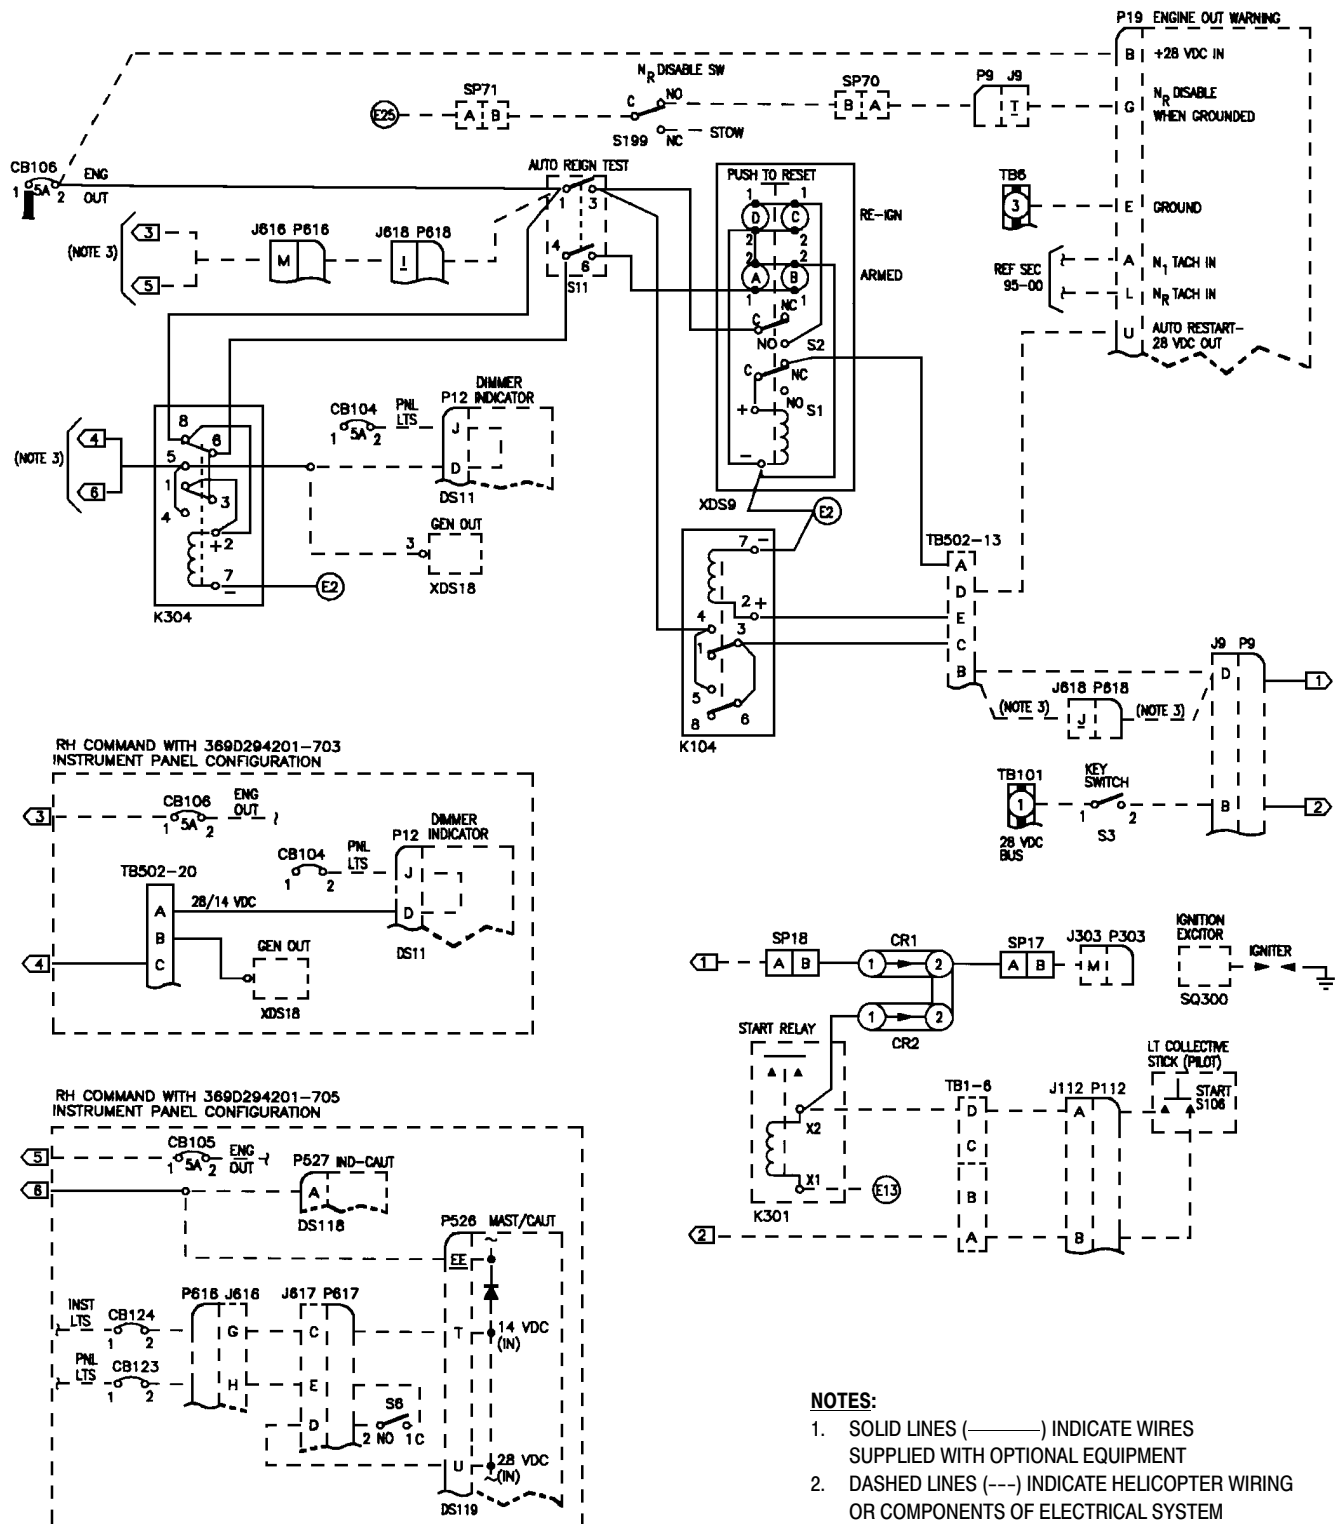 P19 ENGINE OUT WARNING
B +28 VDC IN
NR DISABLE SW
SP71
E25
A B
C NO
S199 NC STOW
SP70
B A
P9 J9
T
G NR DISABLE
WHEN GROUNDED
CB106
1 5A 2
ENG
OUT
AUTO REIGN TEST
1 3
4 6
S11
PUSH TO RESET
1 1
D C
2 2
RE-IGN
2 2
A B
1 1
ARMED
TB6
3
E GROUND
REF SEC
95-00
A N1 TACH IN
L NR TACH IN
U AUTO RESTART-
28 VDC OUT
(NOTE 3)
3
5
J616 P616
M
J618 P618
I
C NC
NO S2
C NC
NO S1
+
-
XDS9
E2
(NOTE 3)
4
6
8
6
5
1
3
4
+2
7
-
K304
E2
CB104
1 5A 2
PNL
LTS
P12 DIMMER
INDICATOR
J
D
DS11
GEN OUT
3
XDS18
7 -
2 +
4 3
1
5
8 6
K104
TB502-13
A
D
E
C
B
(NOTE 3)
J618 P618
J
(NOTE 3)
J9 P9
D
1
TB101
1
28 VDC
BUS
KEY
SWITCH
1 2
S3
B
2
RH COMMAND WITH 369D294201-703
INSTRUMENT PANEL CONFIGURATION
3
CB106
1 5A 2
ENG
OUT
CB104
1 2
PNL
LTS
P12 DIMMER
INDICATOR
J
D
DS11
TB502-20
A
B
C
28/14 VDC
4
GEN OUT
XDS18
1
SP18
A B
CR1
1 2
SP17
A B
J303 P303
M
IGNITION
EXCITOR
SQ300
IGNITER
1 2
CR2
START RELAY
X2
X1
K301
E13
TB1-6
D
C
B
A
J112 P112
A
B
LT COLLECTIVE
STICK (PILOT)
START
S106
2
RH COMMAND WITH 369D294201-705
INSTRUMENT PANEL CONFIGURATION
5
CB105
1 5A 2
ENG
OUT
6
P527 IND-CAUT
A
DS118
P526 MAST/CAUT
EE
INST
LTS
CB124
1 2
P616 J616
G
H
J617 P617
C
E
D
T 14 VDC
(IN)
PNL
LTS
CB123
1 2
S6
2 NO 1 C
U 28 VDC
(IN)
DS119
NOTES:
1. SOLID LINES (———) INDICATE WIRES
SUPPLIED WITH OPTIONAL EQUIPMENT
2. DASHED LINES (---) INDICATE HELICOPTER WIRING
OR COMPONENTS OF ELECTRICAL SYSTEM